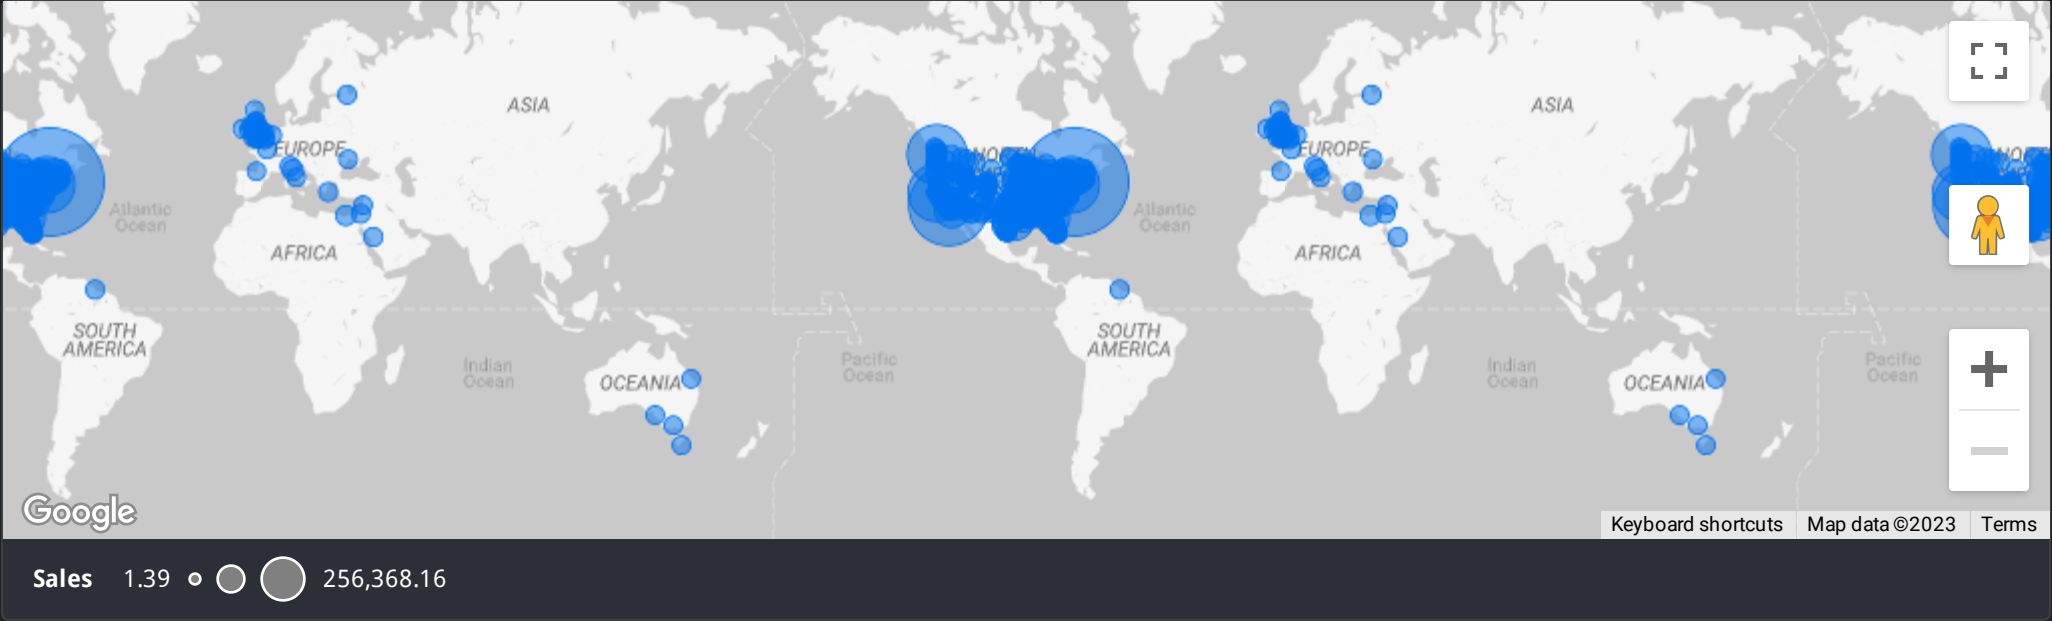 ASIA
ASIA
EUROPE
NORTH
EUROPE
Atlantic
Ocean
Atlantic
Ocean
AFRICA
AFRICA
SOUTH
AMERICA
SOUTH
AMERICA
Indian
Ocean
OCEANIA
Pacific
Ocean
Indian
Ocean
OCEANIA
Pacific
Ocean
Google
Keyboard shortcuts
Map data ©2023
Terms
Sales 1.39 256,368.16